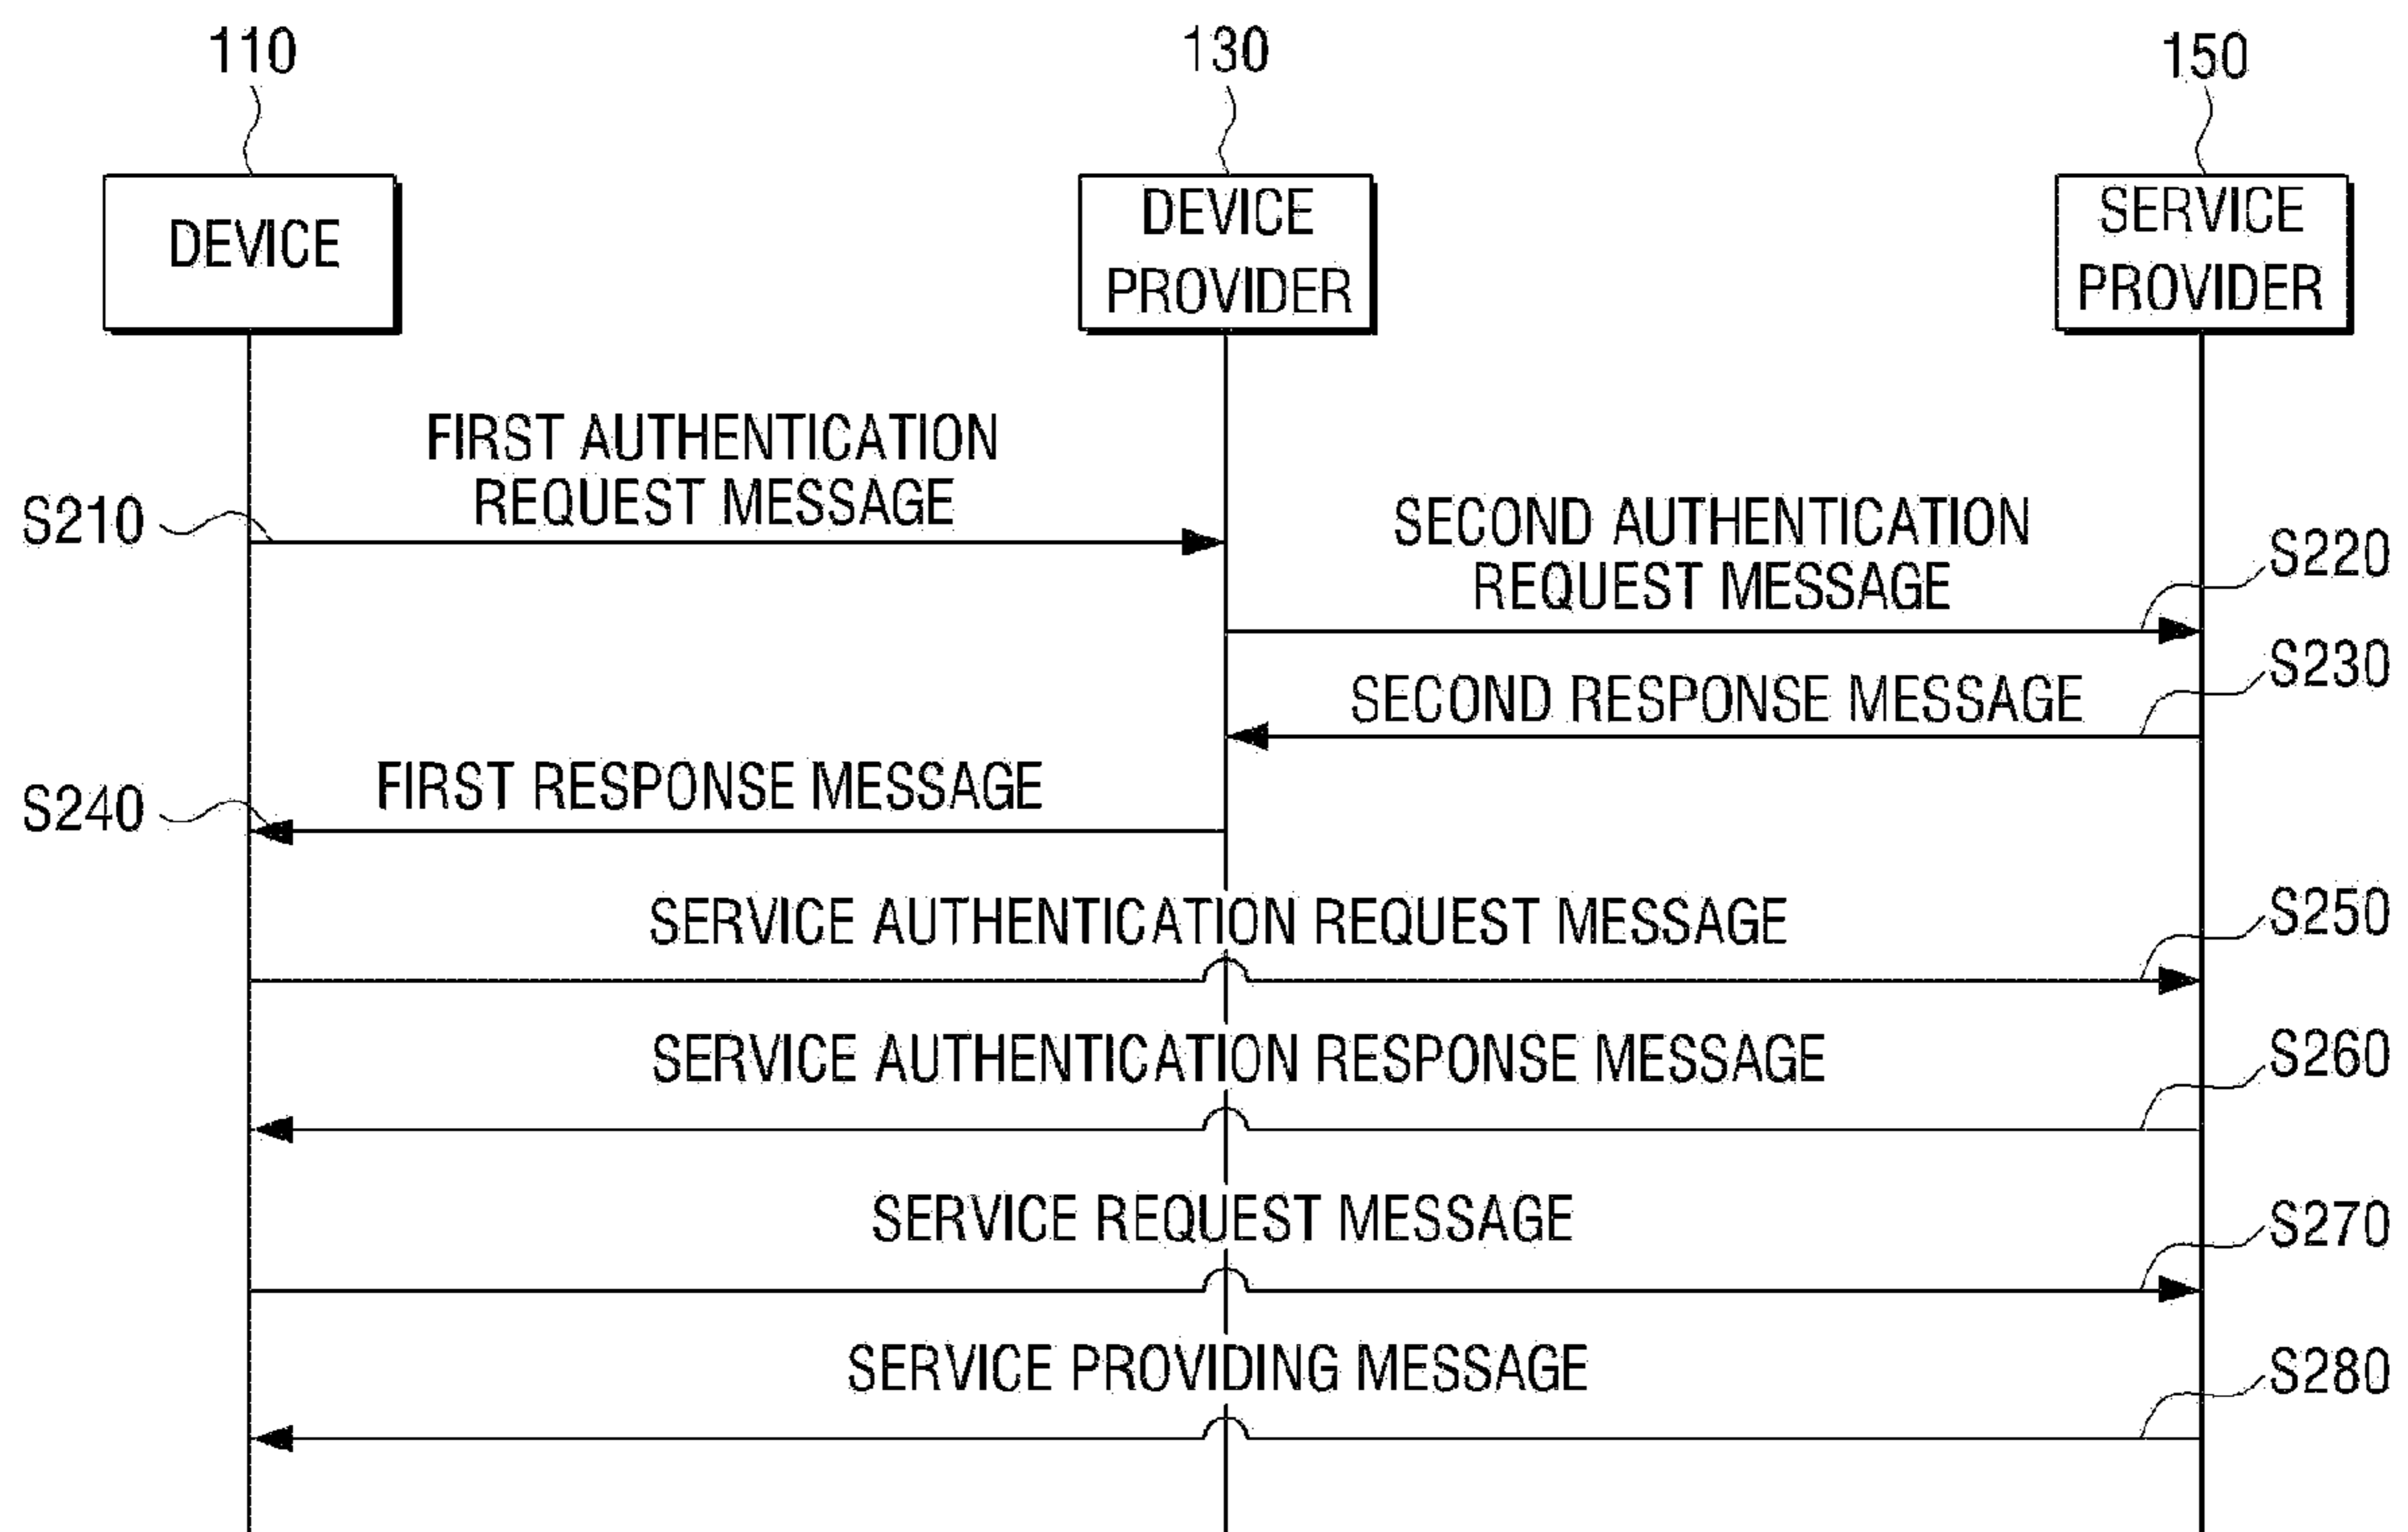 110
130
150
DEVICE
DEVICE
PROVIDER
SERVICE
PROVIDER
FIRST AUTHENTICATION
REQUEST MESSAGE
S210
SECOND AUTHENTICATION
REQUEST MESSAGE
S220
SECOND RESPONSE MESSAGE
S230
FIRST RESPONSE MESSAGE
S240
SERVICE AUTHENTICATION REQUEST MESSAGE
S250
SERVICE AUTHENTICATION RESPONSE MESSAGE
S260
SERVICE REQUEST MESSAGE
S270
SERVICE PROVIDING MESSAGE
S280